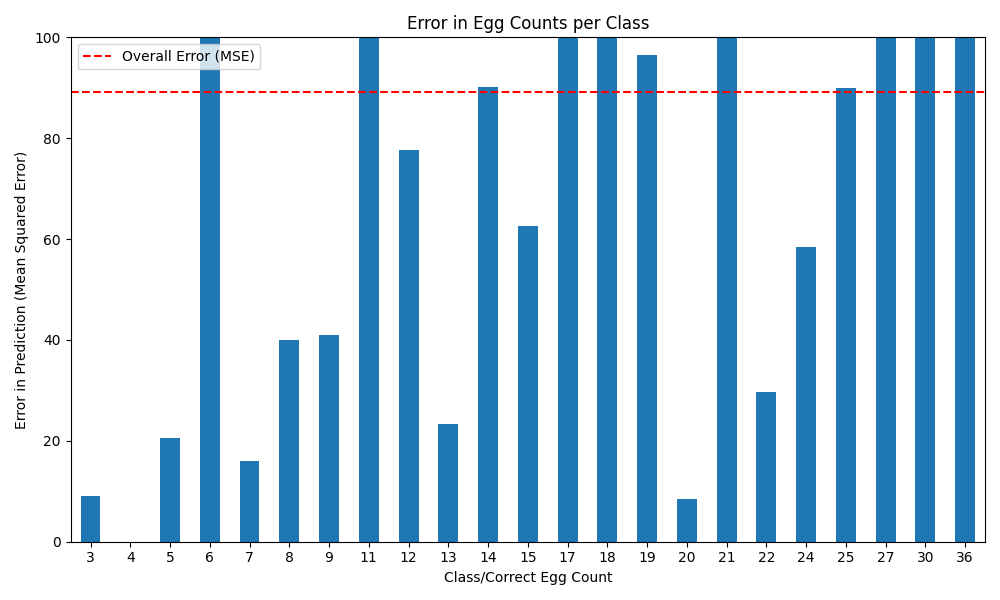 Error in Egg Counts per Class
Overall Error (MSE)
Error in Prediction (Mean Squared Error)
100
80
60
40
20
0
3 4 5 6 7 8 9 11 12 13 14 15 17 18 19 20 21 22 24 25 27 30 36
Class/Correct Egg Count